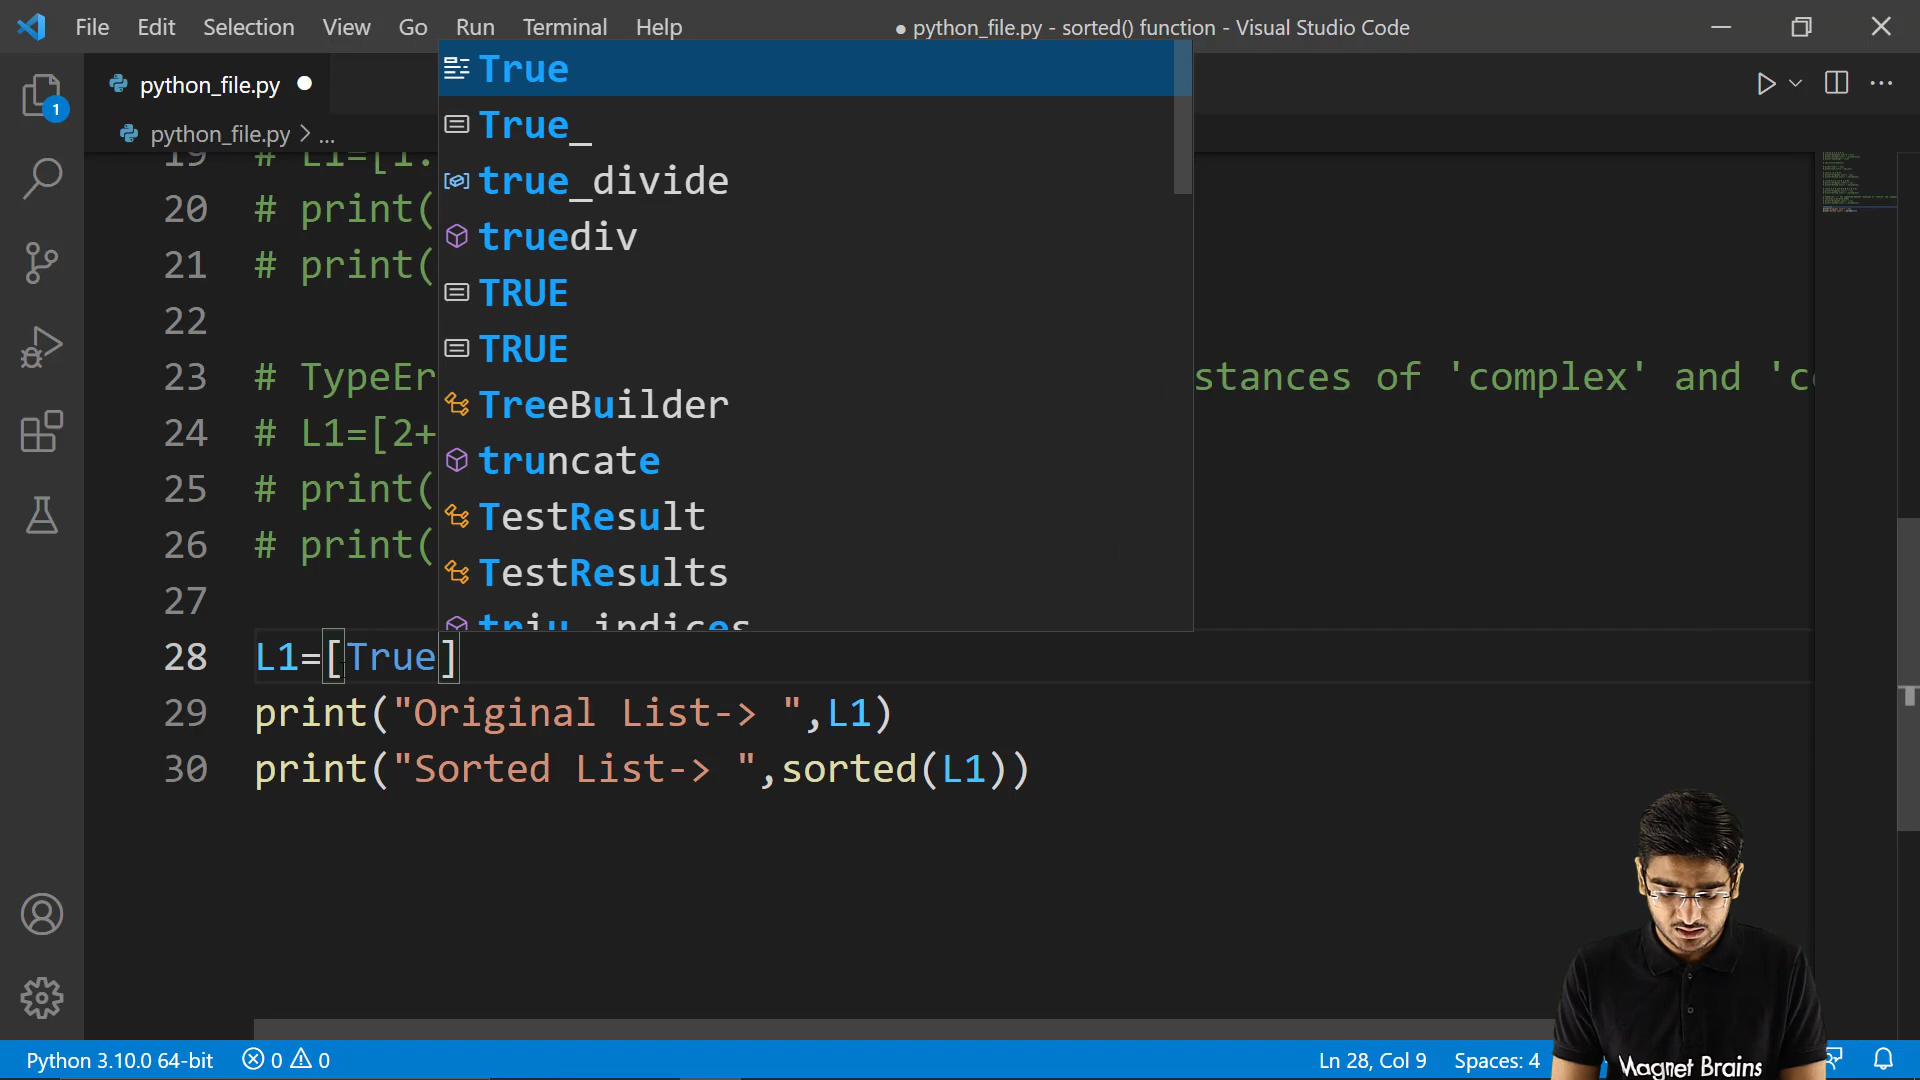 File Edit Selection View Go Run Terminal Help ● python_file.py - sorted() function - Visual Studio Code
python_file.py
1
python_file.py > ...
19 # L1=[1.
20 # print(
21 # print(
22
23 # TypeEr stances of 'complex' and 'co
24 # L1=[2+
25 # print(
26 # print(
27
True
True_
true_divide
truediv
TRUE
TRUE
TreeBuilder
truncate
TestResult
TestResults
triu_indices
28 L1=[True]
29 print("Original List-> ",L1)
30 print("Sorted List-> ",sorted(L1))
Magnet Brains
Python 3.10.0 64-bit 0 0 Ln 28, Col 9 Spaces: 4